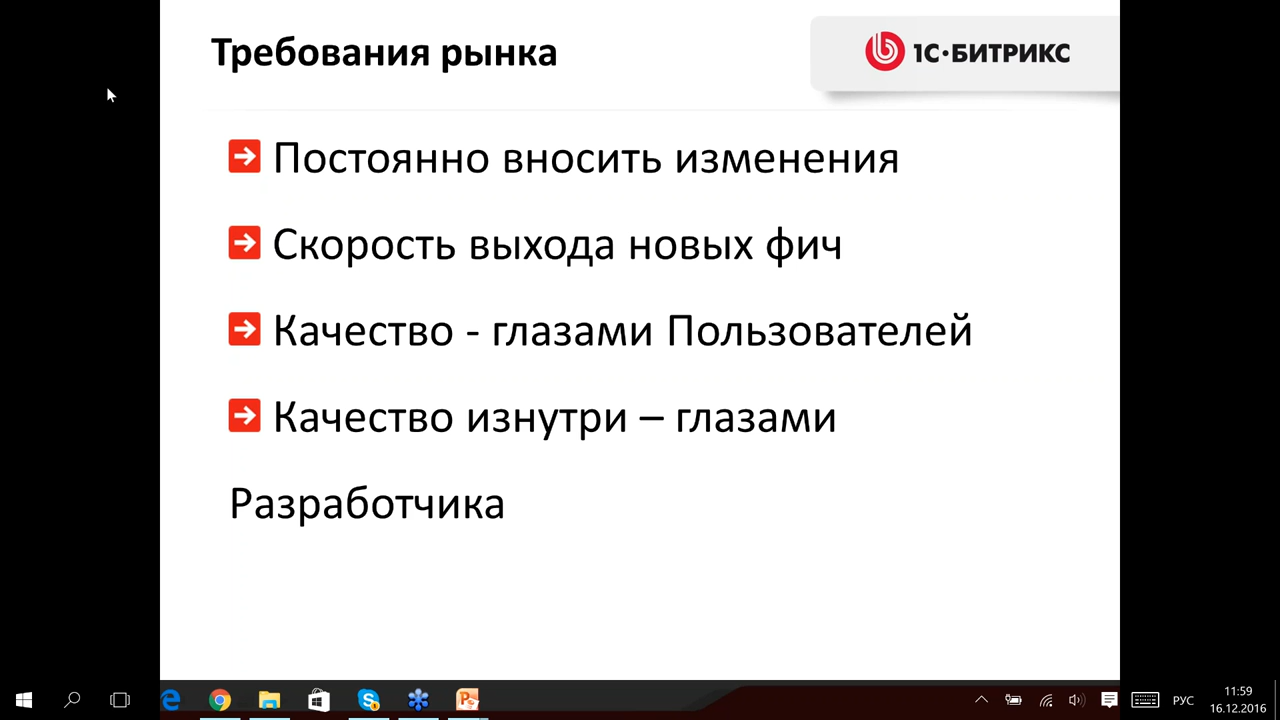 Требования рынка
1С·БИТРИКС
Постоянно вносить изменения
Скорость выхода новых фич
Качество - глазами Пользователей
Качество изнутри – глазами
Разработчика
РУС
11:59
16.12.2016